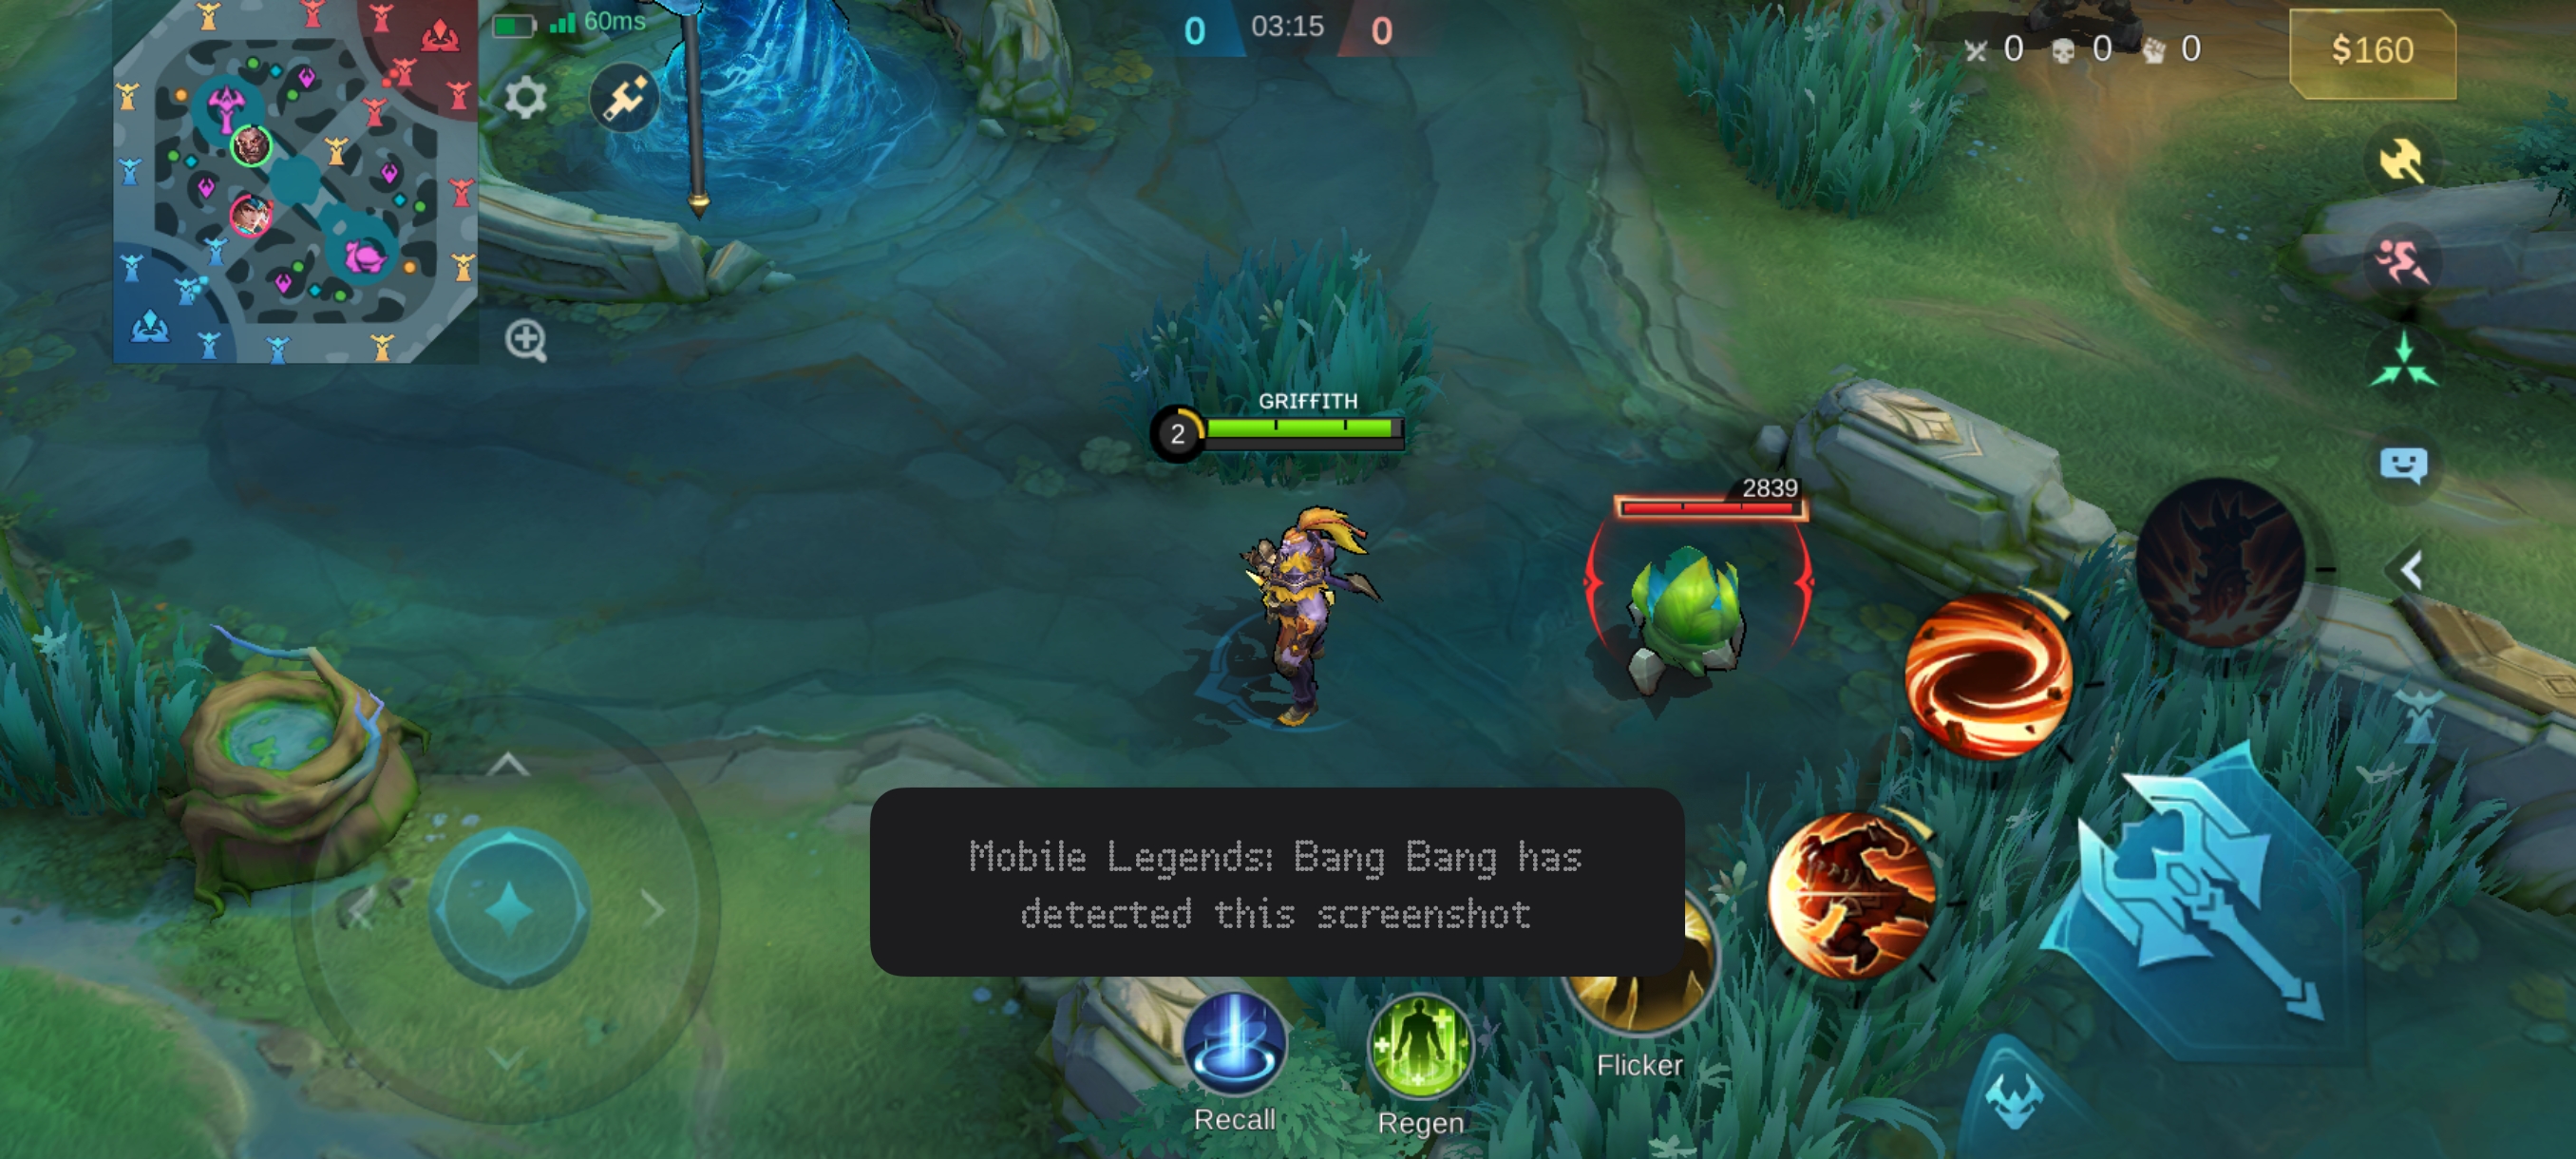 60ms
0 03:15 0
0 0 0
$160
GRIFFITH
2
2839
Mobile Legends: Bang Bang has
detected this screenshot
Flicker
Recall
Regen